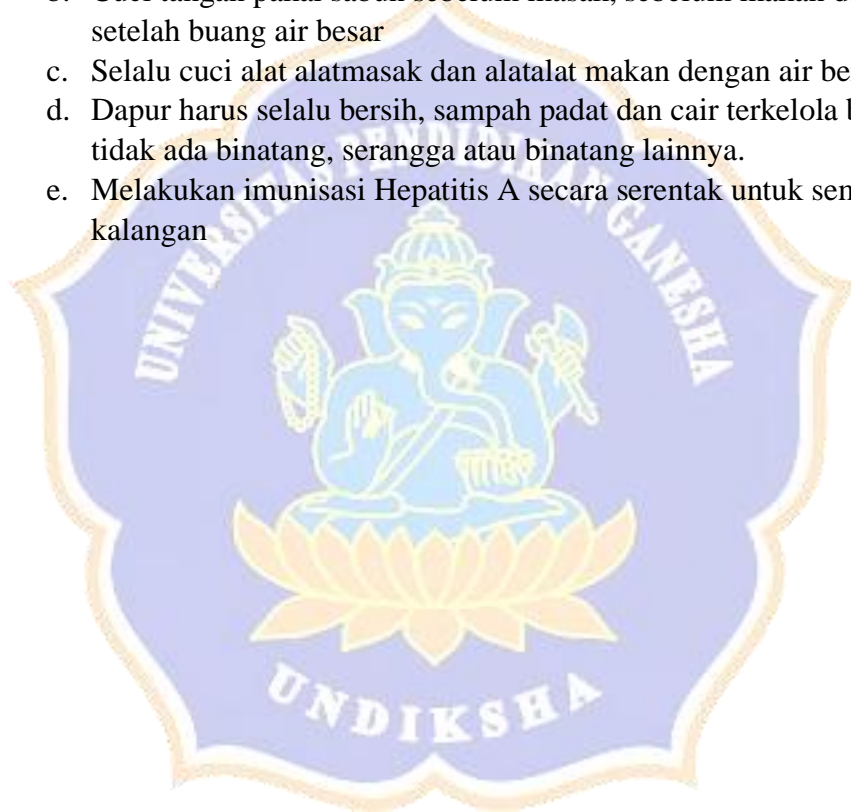 setelah buang air besar
c. Selalu cuci alat alatmasak dan alatalat makan dengan air
d. Dapur harus selalu bersih, sampah padat dan cair terkelola
tidak ada binatang, serangga atau binatang lainnya.
e. Melakukan imunisasi Hepatitis A secara serentak untuk
kalangan
UNIVERSITAS PENDIDIKAN GANESHA
UNDIKSHA